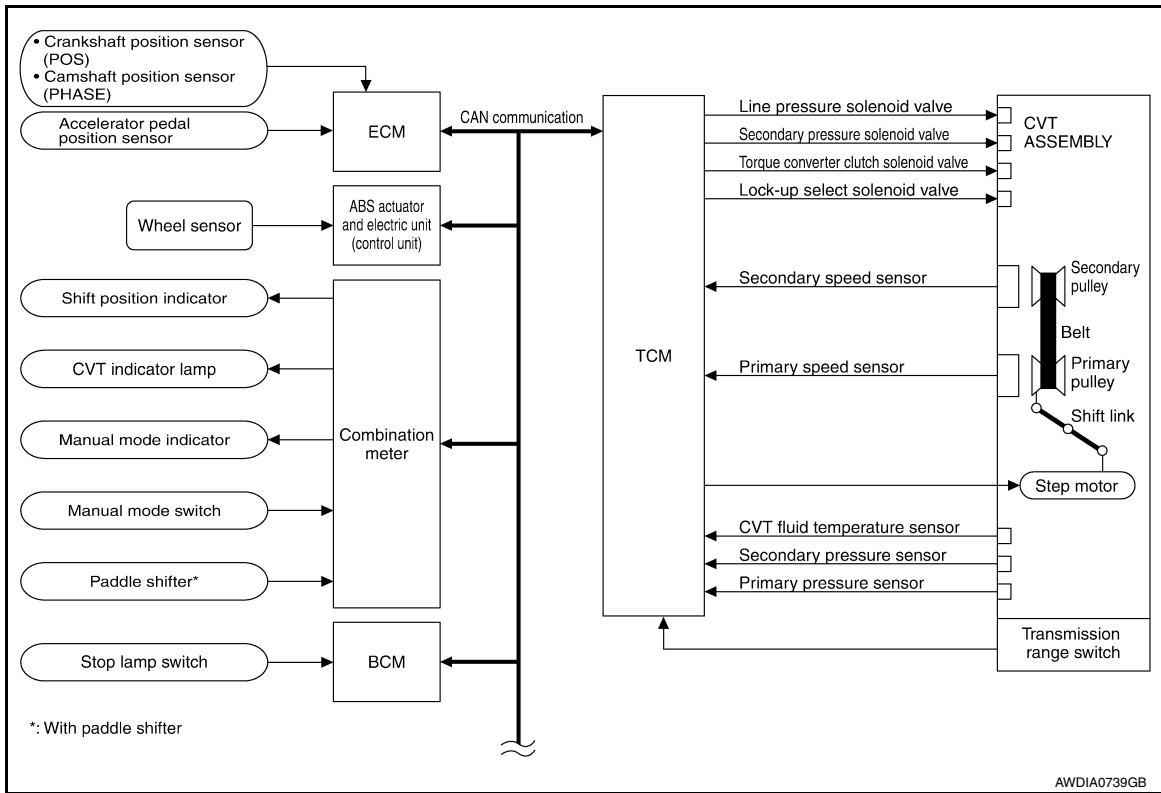 • Crankshaft position sensor
(POS)
• Camshaft position sensor
(PHASE)
Accelerator pedal
position sensor
ECM
CAN communication
Wheel sensor
ABS actuator
and electric unit
(control unit)
Shift position indicator
CVT indicator lamp
Manual mode indicator
Manual mode switch
Paddle shifter*
Combination
meter
Stop lamp switch
BCM
*: With paddle shifter
TCM
Line pressure solenoid valve
Secondary pressure solenoid valve
Torque converter clutch solenoid valve
Lock-up select solenoid valve
Secondary speed sensor
Primary speed sensor
CVT fluid temperature sensor
Secondary pressure sensor
Primary pressure sensor
CVT
ASSEMBLY
Secondary
pulley
Belt
Primary
pulley
Shift link
Step motor
Transmission
range switch
AWDIA0739GB